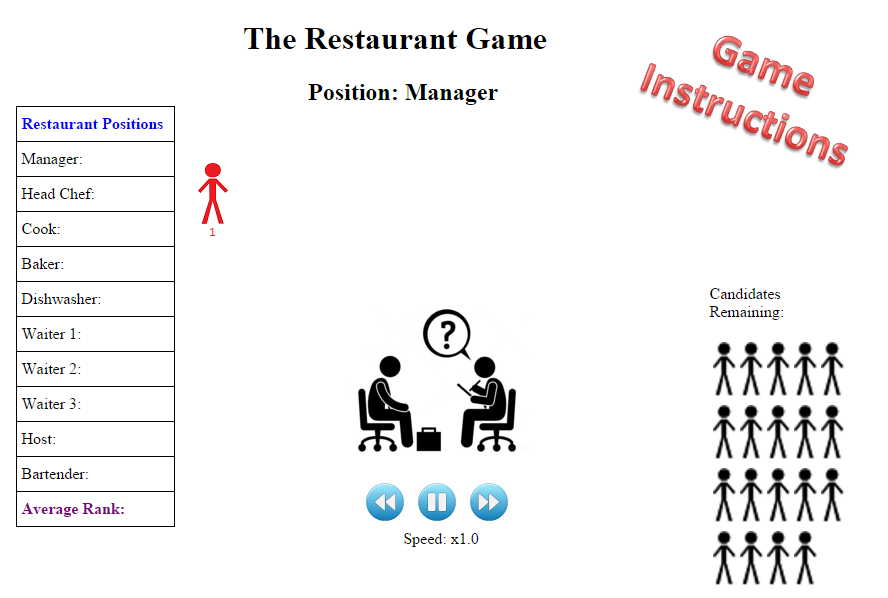 The Restaurant Game
Game
Instructions
Position: Manager
Restaurant Positions
Manager:
Head Chef:
Cook:
Baker:
Dishwasher:
Waiter 1:
Waiter 2:
Waiter 3:
Host:
Bartender:
Average Rank:
1
?
Speed: x1.0
Candidates
Remaining: